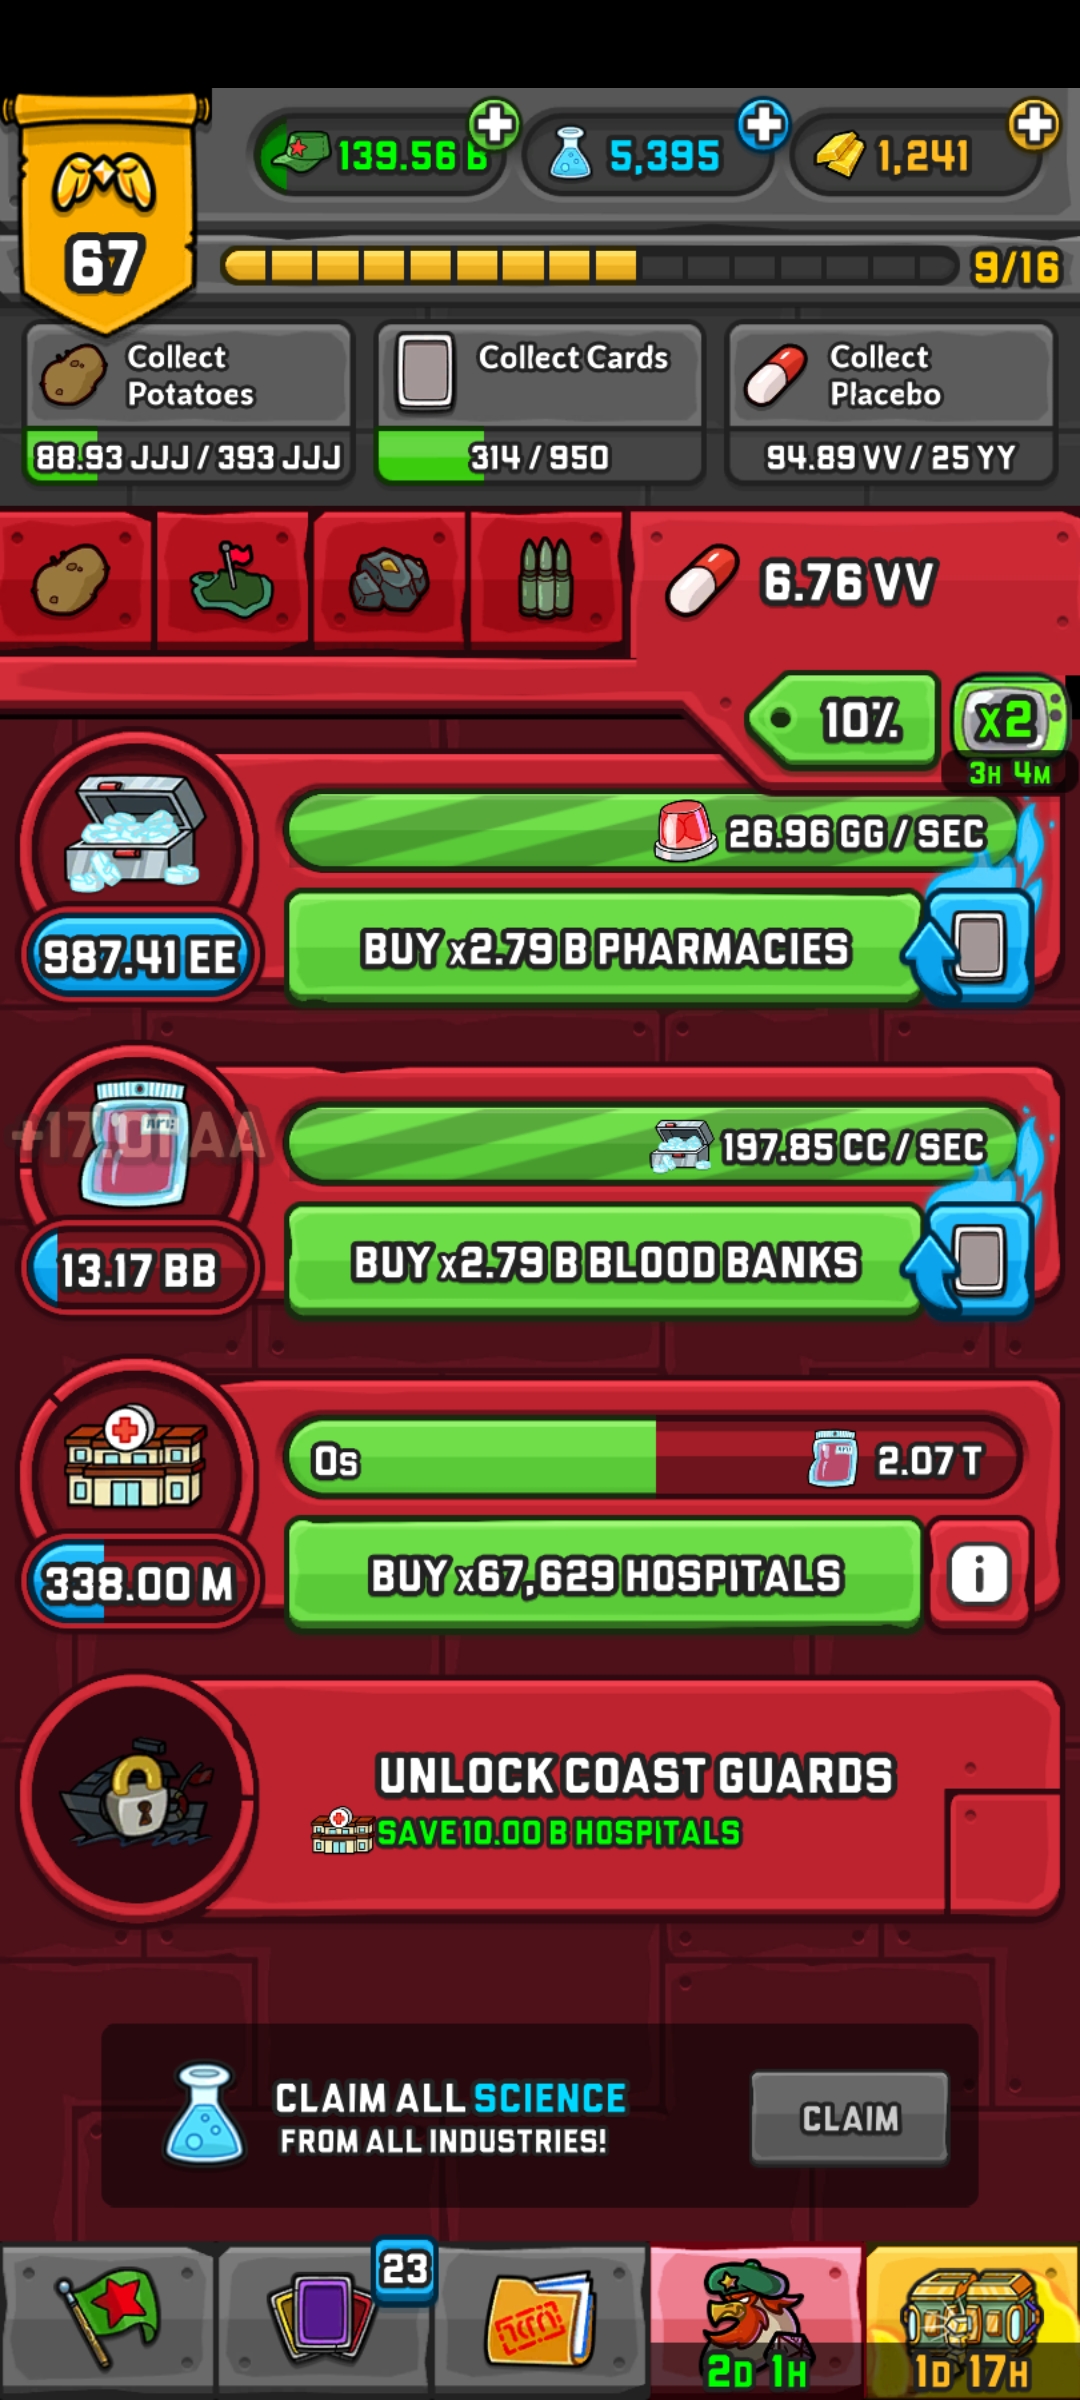 139.56 B
5,395
1,241
67
9/16
Collect Potatoes
88.93 JJJ / 393 JJJ
Collect Cards
314 / 950
Collect Placebo
94.89 VV / 25 YY
6.76 VV
10%
x2
3H 4M
26.96 GG / SEC
987.41 EE
BUY x2.79 B PHARMACIES
+17.01 AA
197.85 CC / SEC
13.17 BB
BUY x2.79 B BLOOD BANKS
0s
2.07 T
338.00 M
BUY x67,629 HOSPITALS
i
UNLOCK COAST GUARDS
SAVE 10.00 B HOSPITALS
CLAIM ALL SCIENCE
FROM ALL INDUSTRIES!
CLAIM
23
2D 1H
1D 17H